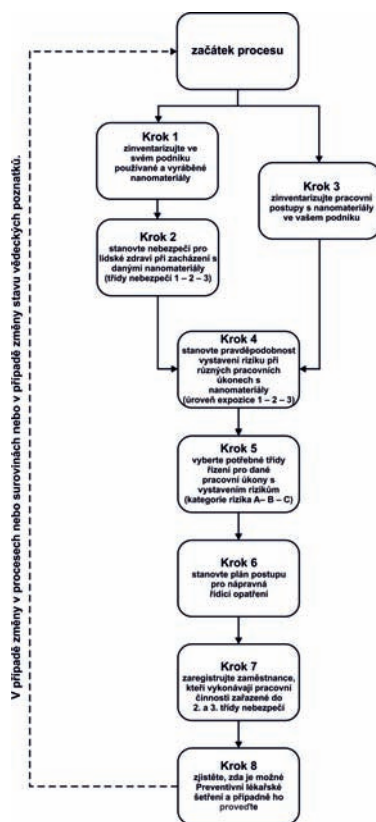 začátek procesu
Krok 1
zinventarizujte ve
svém podniku
používané a vyráběné
nanomateriály
Krok 2
stanovte nebezpečí pro
lidské zdraví při zacházení s
danými nanomateriály
(třídy nebezpečí 1 – 2 – 3)
Krok 3
zinventarizujte pracovní
postupy s nanomateriály
ve vašem podniku
Krok 4
stanovte pravděpodobnost
vystavení riziku při
různých pracovních
úkonech s
nanomateriály
(úroveň expozice 1 – 2 – 3)
Krok 5
vyberte potřebné třídy
řízení pro dané
pracovní úkony s
vystavením rizikům
(kategorie rizika A– B – C)
Krok 6
stanovte plán postupu
pro nápravná
řídící opatření
Krok 7
zaregistrujte zaměstnance,
kteří vykonávají pracovní
činnosti zařazené do
2. a 3. třídy nebezpečí
Krok 8
zjistěte, zda je možné
Preventivní lékařské
šetření a případně ho
proveďte
V případě změny v procesech nebo surovinách nebo v případě změny stavu vědeckých poznatků.